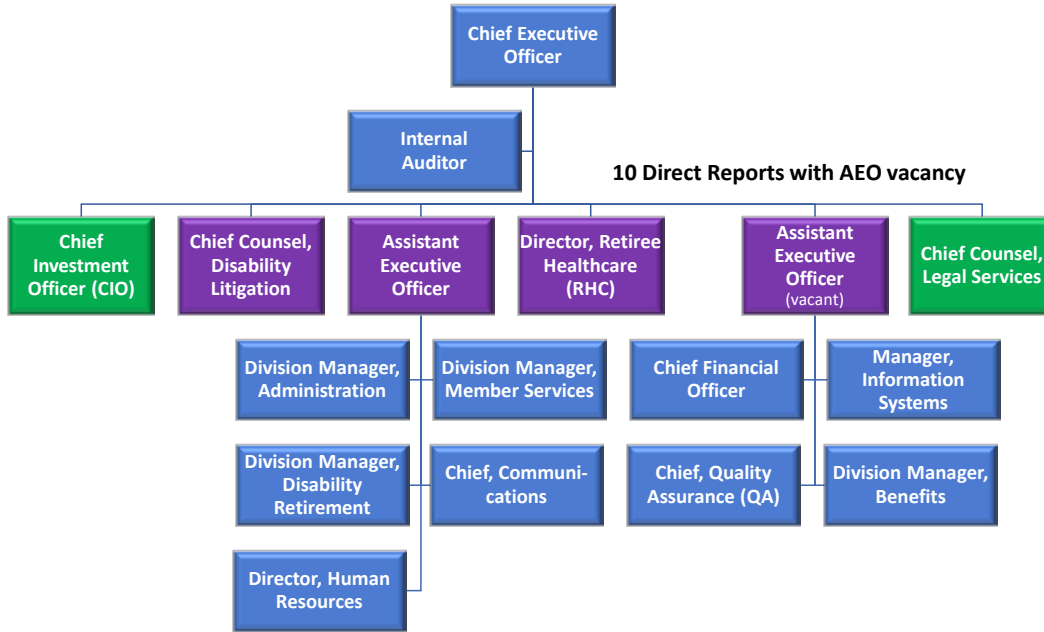 Chief Executive
Officer
Internal
Auditor
10 Direct Reports with AEO vacancy
Chief
Investment
Officer (CIO)
Chief Counsel,
Disability
Litigation
Assistant
Executive
Officer
Director, Retiree
Healthcare
(RHC)
Assistant
Executive
Officer
(vacant)
Chief Counsel,
Legal Services
Division Manager,
Administration
Division Manager,
Member Services
Chief Financial
Officer
Manager,
Information
Systems
Division Manager,
Disability
Retirement
Chief, Communi-
cations
Chief, Quality
Assurance (QA)
Division Manager,
Benefits
Director, Human
Resources